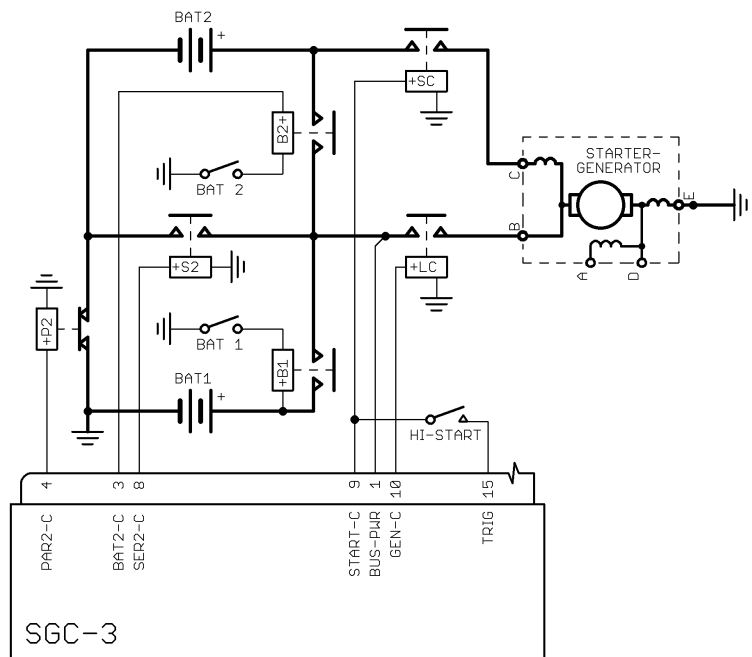 BAT2
+
+SC
B2+
BAT 2
STARTER-
GENERATOR
C
B
E
A
D
+S2
+LC
+P2
BAT 1
+B1
BAT1
+
HI-START
4
3
8
9
1
10
15
PAR2-C
BAT2-C
SER2-C
START-C
BUS-PWR
GEN-C
TRIG
SGC-3